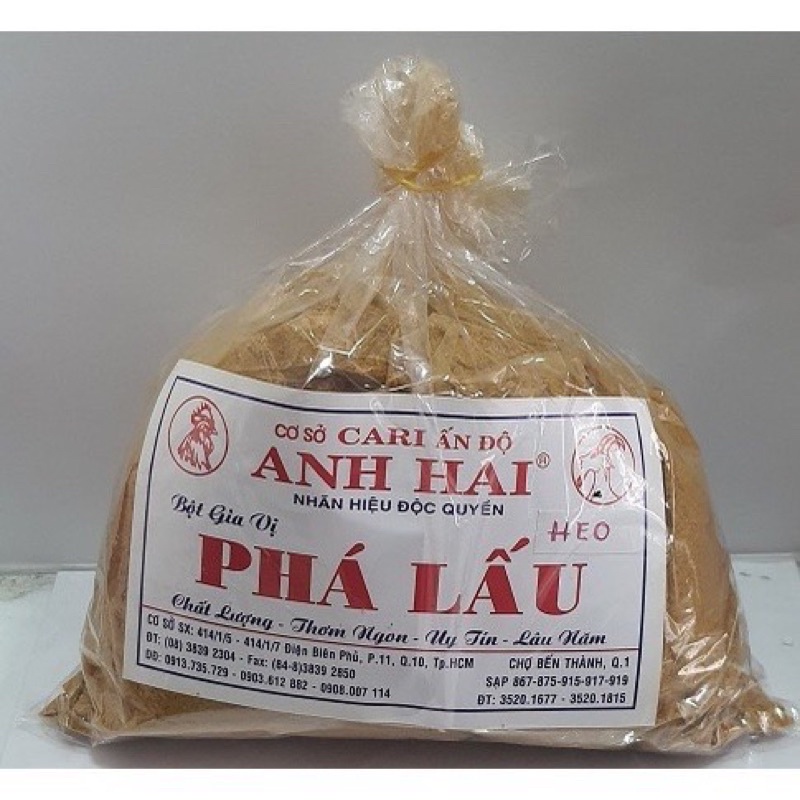 CƠ SỞ CARI ẤN ĐỘ
ANH HAI®
NHÃN HIỆU ĐỘC QUYỀN
Bột Gia Vị
HEO
PHÁ LẤU
Chất Lượng - Thơm Ngon - Uy Tín - Lâu Năm
CƠ SỞ SX: 414/1/5 - 414/1/7 Điện Biên Phủ, P.11, Q.10, Tp.HCM
ĐT: (08) 3839 2304 - Fax: (84-8)3839 2850
DĐ: 0913.735.729 - 0903.612 882 - 0908.007 114
CHỢ BẾN THÀNH, Q.1
SẠP 867-875-915-917-919
ĐT: 3520.1677 - 3520.1815